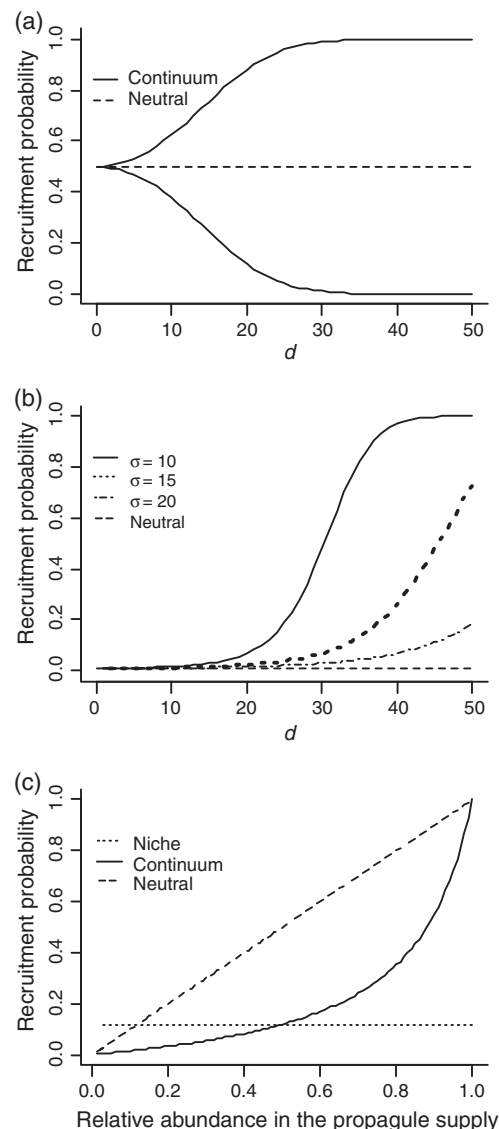 (a)
Recruitment probability
1.0
0.8
0.6
0.4
0.2
0.0
Continuum
Neutral
0 10 20 30 40 50
d
(b)
Recruitment probability
1.0
0.8
0.6
0.4
0.2
0.0
σ= 10
σ= 15
σ= 20
Neutral
0 10 20 30 40 50
d
(c)
Recruitment probability
1.0
0.8
0.6
0.4
0.2
0.0
Niche
Continuum
Neutral
0.0 0.2 0.4 0.6 0.8 1.0
Relative abundance in the propagule supply